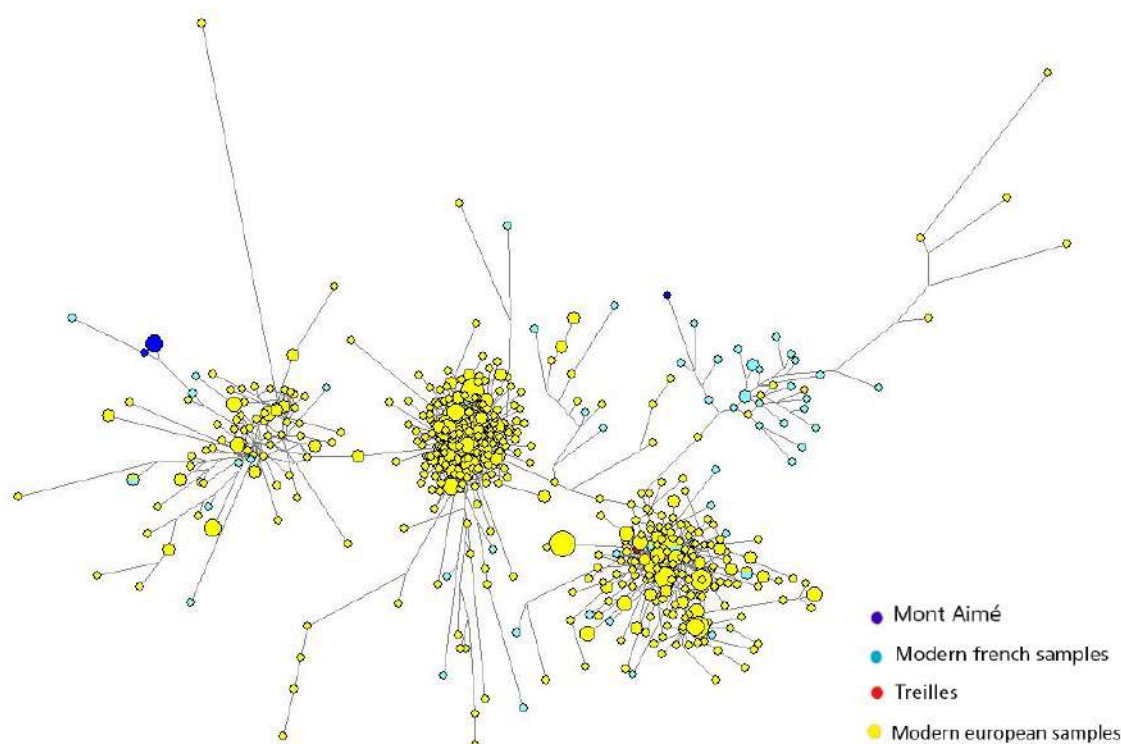 Mont Aimé
Modern french samples
Treilles
Modern european samples